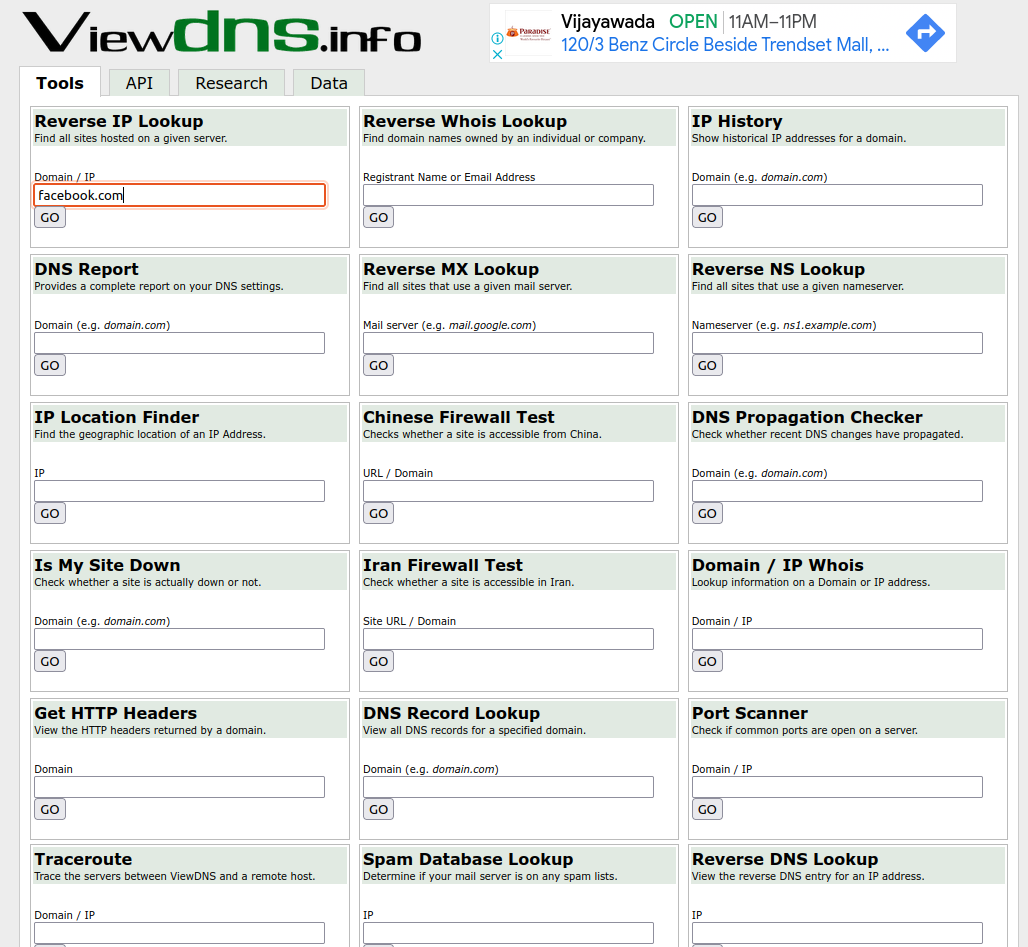 Viewdns.info
Vijayawada OPEN 11AM–11PM
120/3 Benz Circle Beside Trendset Mall, ...
PARADISE
Tools API Research Data
Reverse IP Lookup
Find all sites hosted on a given server.
Domain / IP
facebook.com
GO
Reverse Whois Lookup
Find domain names owned by an individual or company.
Registrant Name or Email Address
GO
IP History
Show historical IP addresses for a domain.
Domain (e.g. domain.com)
GO
DNS Report
Provides a complete report on your DNS settings.
Domain (e.g. domain.com)
GO
Reverse MX Lookup
Find all sites that use a given mail server.
Mail server (e.g. mail.google.com)
GO
Reverse NS Lookup
Find all sites that use a given nameserver.
Nameserver (e.g. ns1.example.com)
GO
IP Location Finder
Find the geographic location of an IP Address.
IP
GO
Chinese Firewall Test
Checks whether a site is accessible from China.
URL / Domain
GO
DNS Propagation Checker
Check whether recent DNS changes have propagated.
Domain (e.g. domain.com)
GO
Is My Site Down
Check whether a site is actually down or not.
Domain (e.g. domain.com)
GO
Iran Firewall Test
Check whether a site is accessible in Iran.
Site URL / Domain
GO
Domain / IP Whois
Lookup information on a Domain or IP address.
Domain / IP
GO
Get HTTP Headers
View the HTTP headers returned by a domain.
Domain
GO
DNS Record Lookup
View all DNS records for a specified domain.
Domain (e.g. domain.com)
GO
Port Scanner
Check if common ports are open on a server.
Domain / IP
GO
Traceroute
Trace the servers between ViewDNS and a remote host.
Domain / IP
Spam Database Lookup
Determine if your mail server is on any spam lists.
IP
Reverse DNS Lookup
View the reverse DNS entry for an IP address.
IP